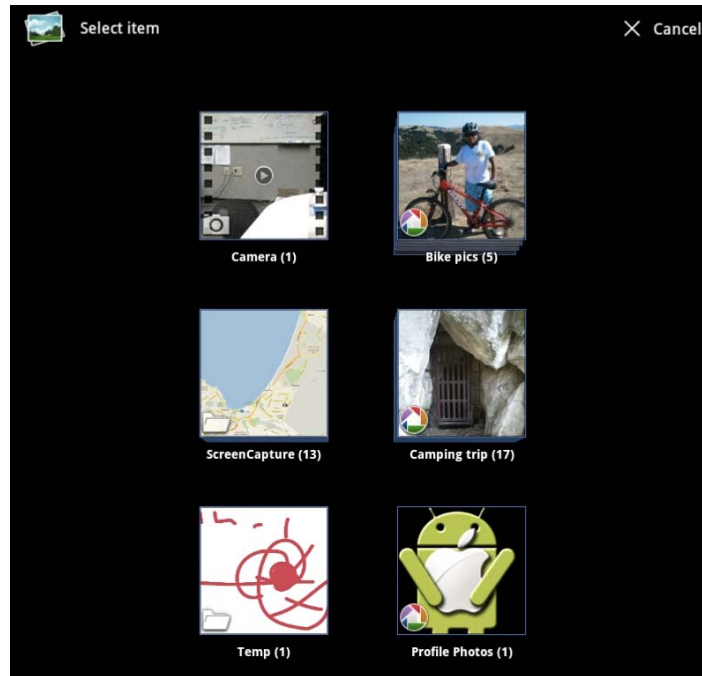 Select item
Cancel
Camera (1)
Bike pics (5)
ScreenCapture (13)
Camping trip (17)
Temp (1)
Profile Photos (1)